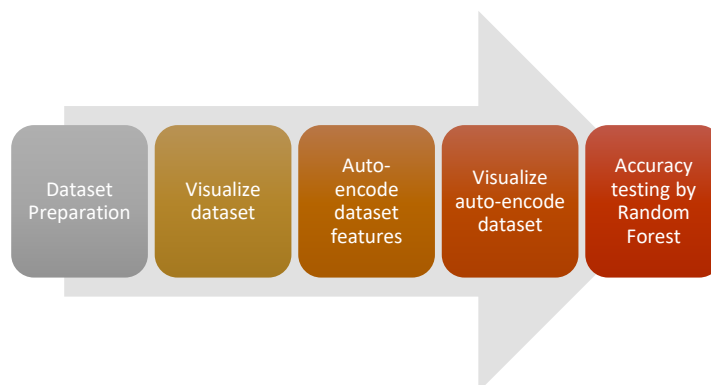 Dataset
Preparation
Visualize
dataset
Auto-
encode
dataset
features
Visualize
auto-encode
dataset
Accuracy
testing by
Random
Forest